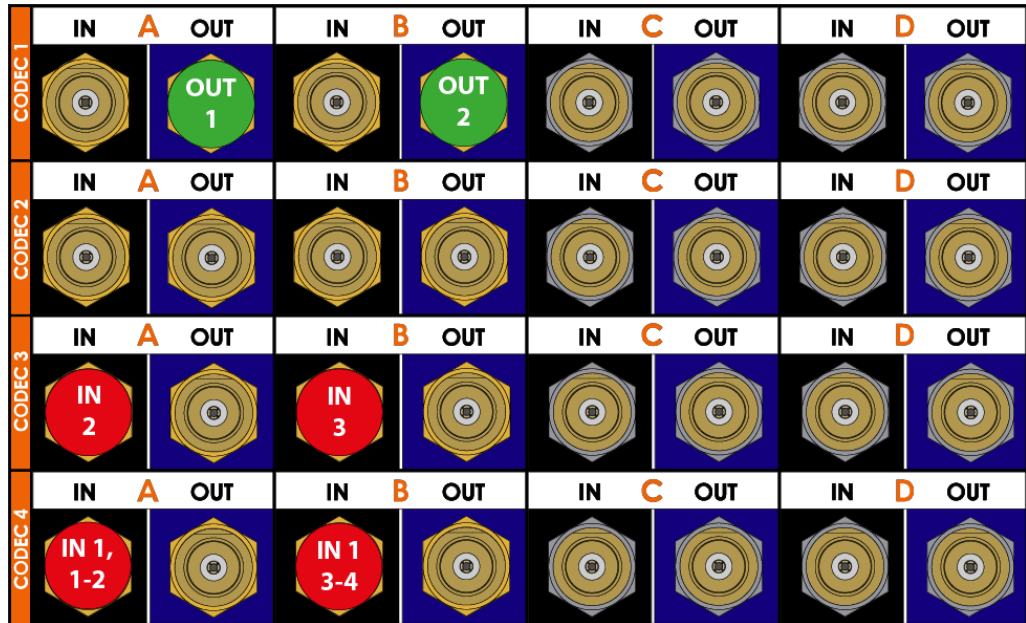 CODEC 1
IN A OUT IN B OUT IN C OUT IN D OUT
OUT
1
OUT
2
CODEC 2
IN A OUT IN B OUT IN C OUT IN D OUT
CODEC 3
IN A OUT IN B OUT IN C OUT IN D OUT
IN
2
IN
3
CODEC 4
IN A OUT IN B OUT IN C OUT IN D OUT
IN 1,
1-2
IN 1
3-4